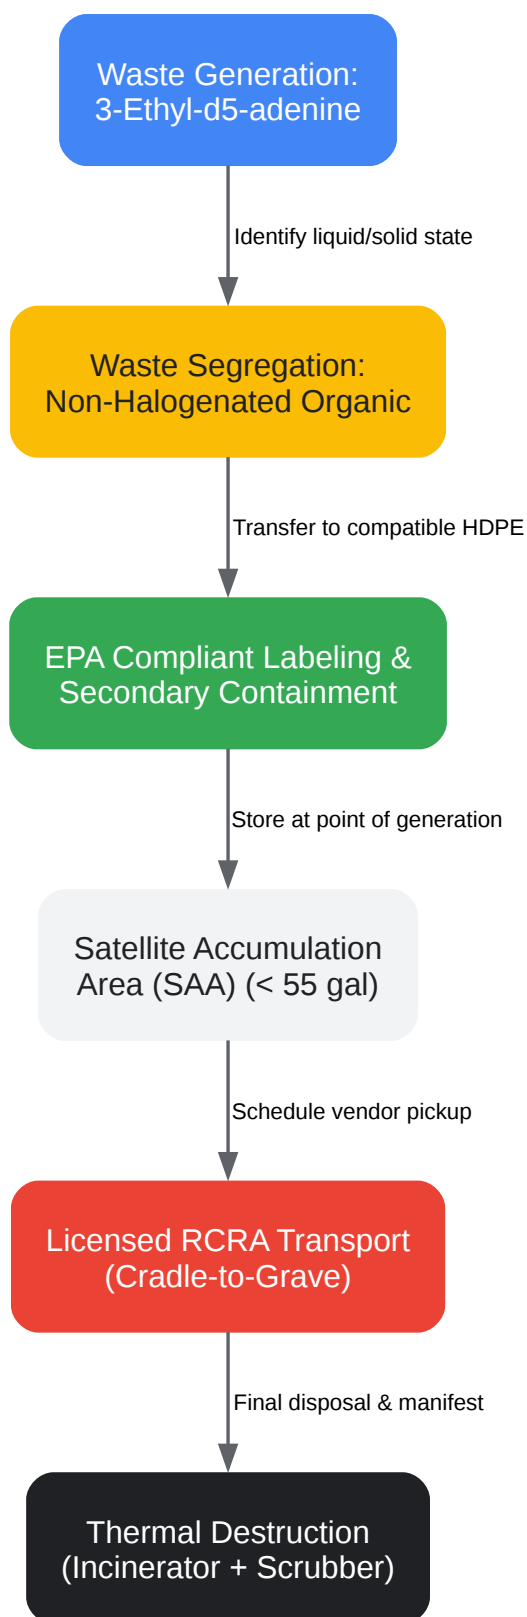 Waste Generation:
3-Ethyl-d5-adenine
Identify liquid/solid state
Waste Segregation:
Non-Halogenated Organic
Transfer to compatible HDPE
EPA Compliant Labeling &
Secondary Containment
Store at point of generation
Satellite Accumulation
Area (SAA) (< 55 gal)
Schedule vendor pickup
Licensed RCRA Transport
(Cradle-to-Grave)
Final disposal & manifest
Thermal Destruction
(Incinerator + Scrubber)